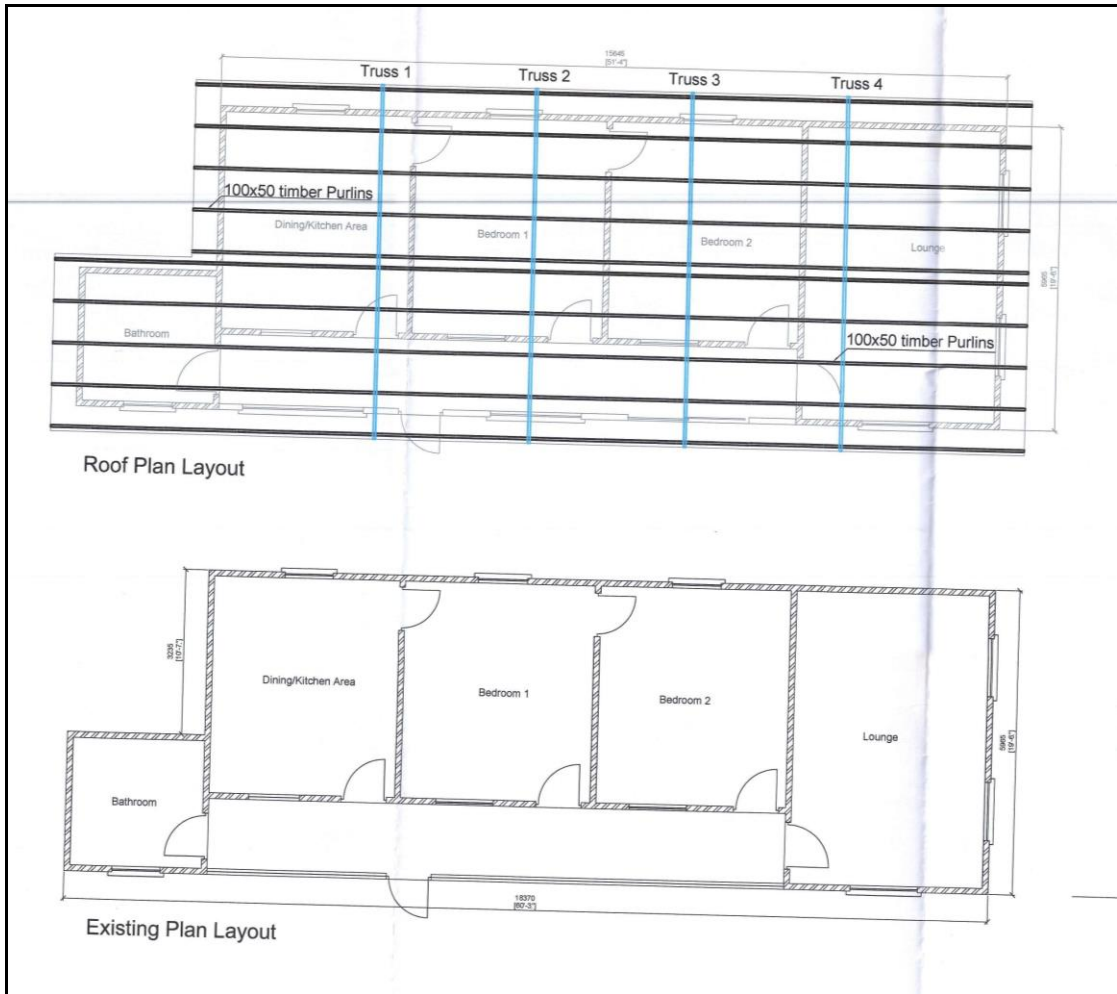 15645
[51'-4"]
Truss 1
Truss 2
Truss 3
Truss 4
100x50 timber Purlins
Dining/Kitchen Area
Bedroom 1
Bedroom 2
Lounge
5965
[19'-6"]
Bathroom
100x50 timber Purlins
Roof Plan Layout
3235
[10'-7"]
Dining/Kitchen Area
Bedroom 1
Bedroom 2
Lounge
5965
[19'-6"]
Bathroom
18370
[60'-3"]
Existing Plan Layout